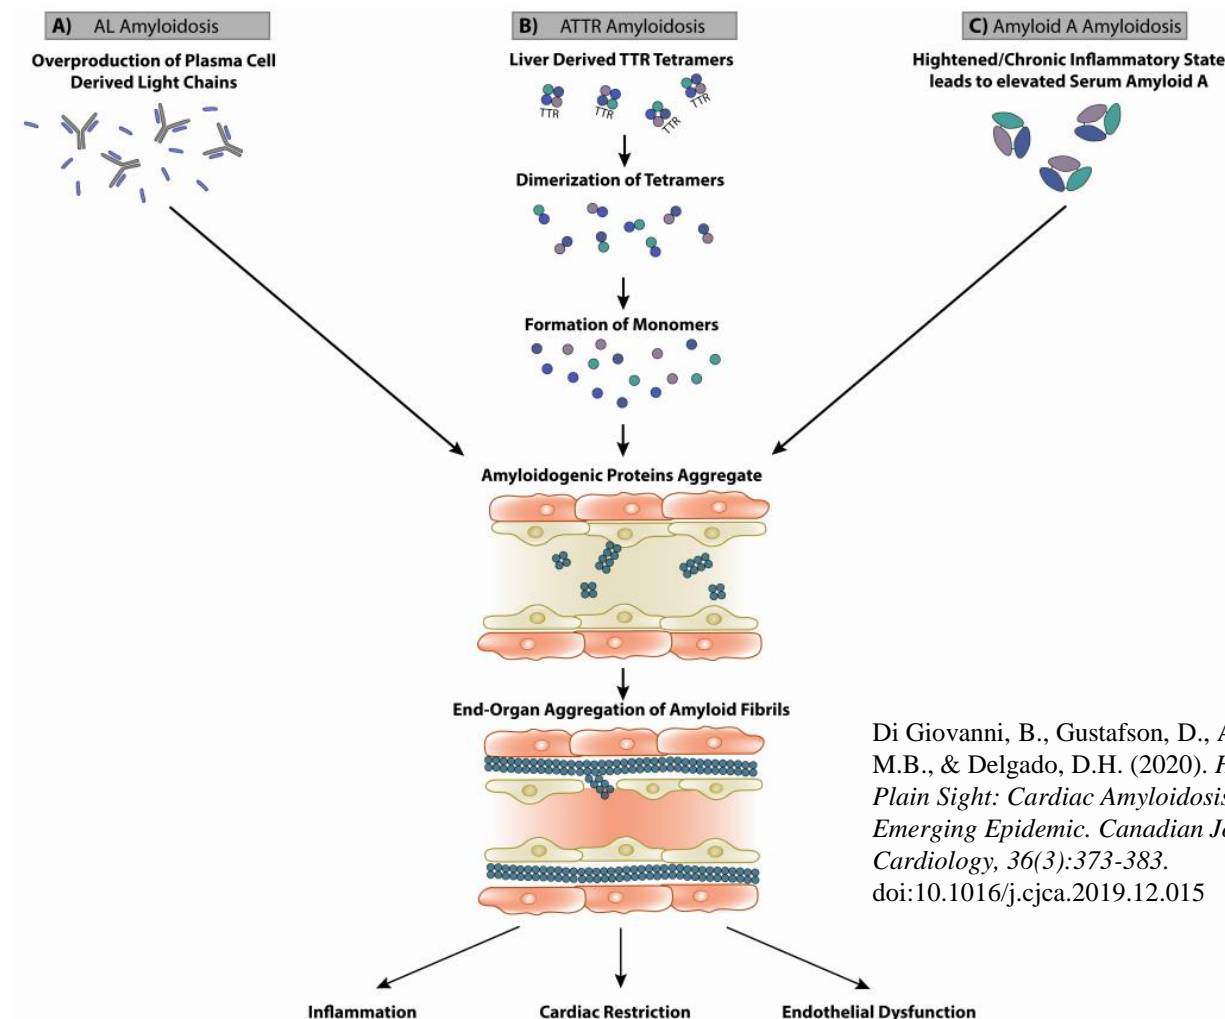 A) AL Amyloidosis
Overproduction of Plasma Cell
Derived Light Chains
B) ATTR Amyloidosis
Liver Derived TTR Tetramers
TTR
TTR
TTR
TTR
Dimerization of Tetramers
Formation of Monomers
C) Amyloid A Amyloidosis
Hightened/Chronic Inflammatory State
leads to elevated Serum Amyloid A
Amyloidogenic Proteins Aggregate
End-Organ Aggregation of Amyloid Fibrils
Di Giovanni, B., Gustafson, D.,
M.B., & Delgado, D.H. (2020).
Plain Sight: Cardiac Amyloidosis
Emerging Epidemic. Canadian
Cardiology, 36(3):373-383.
doi:10.1016/j.cjca.2019.12.015
Inflammation
Cardiac Restriction
Endothelial Dysfunction